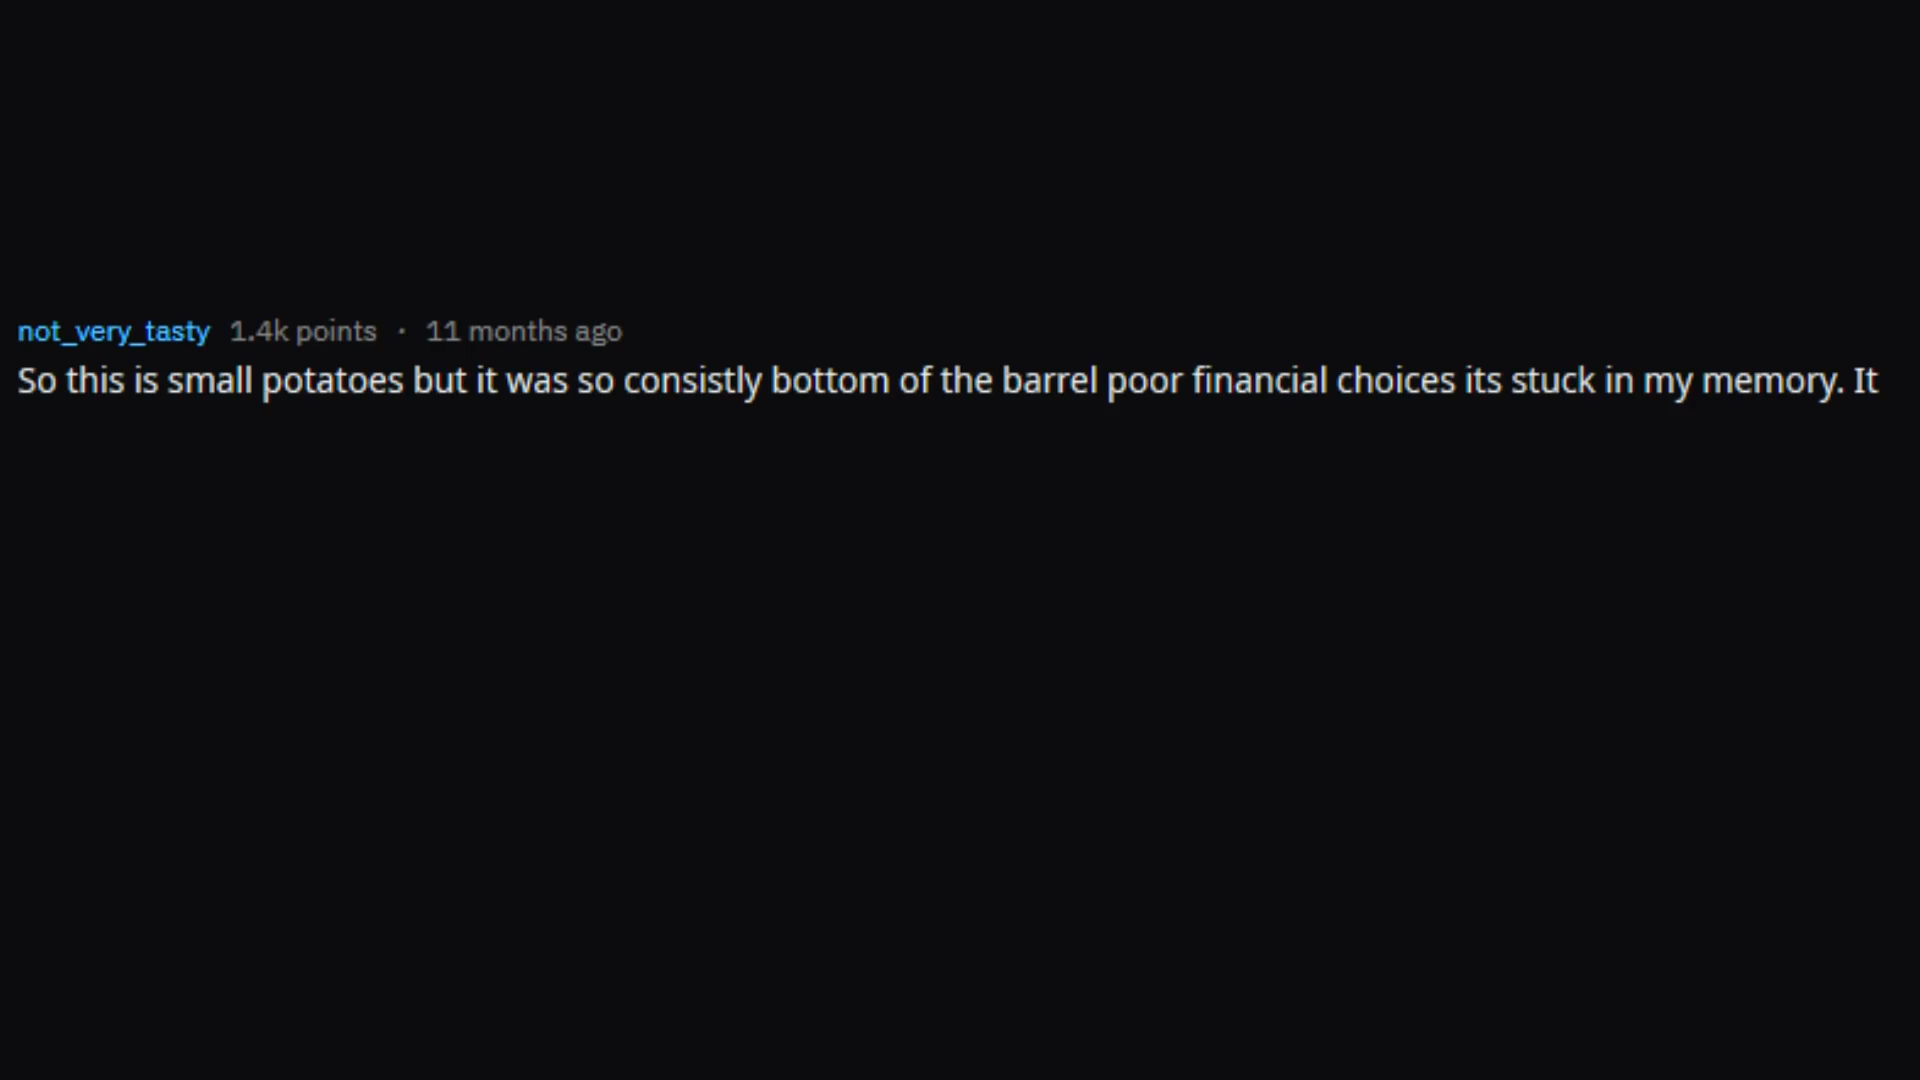 not_very_tasty 1.4k points · 11 months ago
So this is small potatoes but it was so consistly bottom of the barrel poor financial choices its stuck in my memory. It